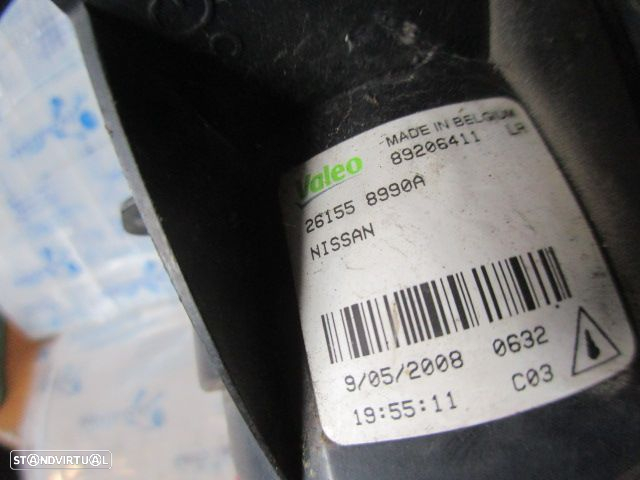 Valeo
MADE IN BELGIUM
89206411 LR
26155 8990A
NISSAN
9/05/2008 0632
19:55:11 C03
STANDVIRTUAL